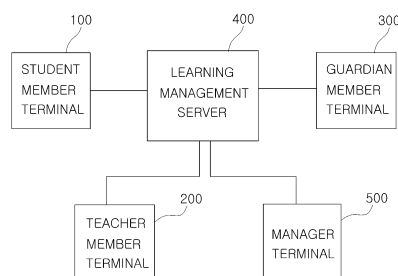 100
400
300
STUDENT
MEMBER
TERMINAL
LEARNING
MANAGEMENT
SERVER
GUARDIAN
MEMBER
TERMINAL
200
500
TEACHER
MEMBER
TERMINAL
MANAGER
TERMINAL